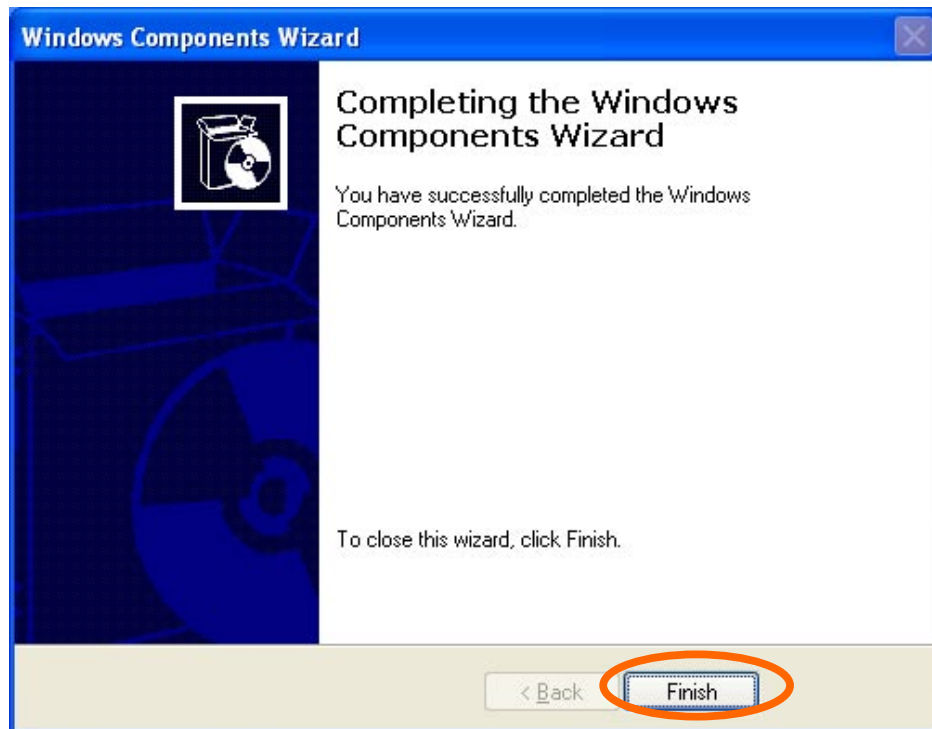 Windows Components Wizard
Completing the Windows
Components Wizard
You have successfully completed the Windows
Components Wizard.
To close this wizard, click Finish.
< Back
Finish